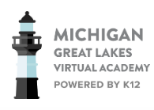 MICHIGAN
GREAT LAKES
VIRTUAL ACADEMY
POWERED BY K12